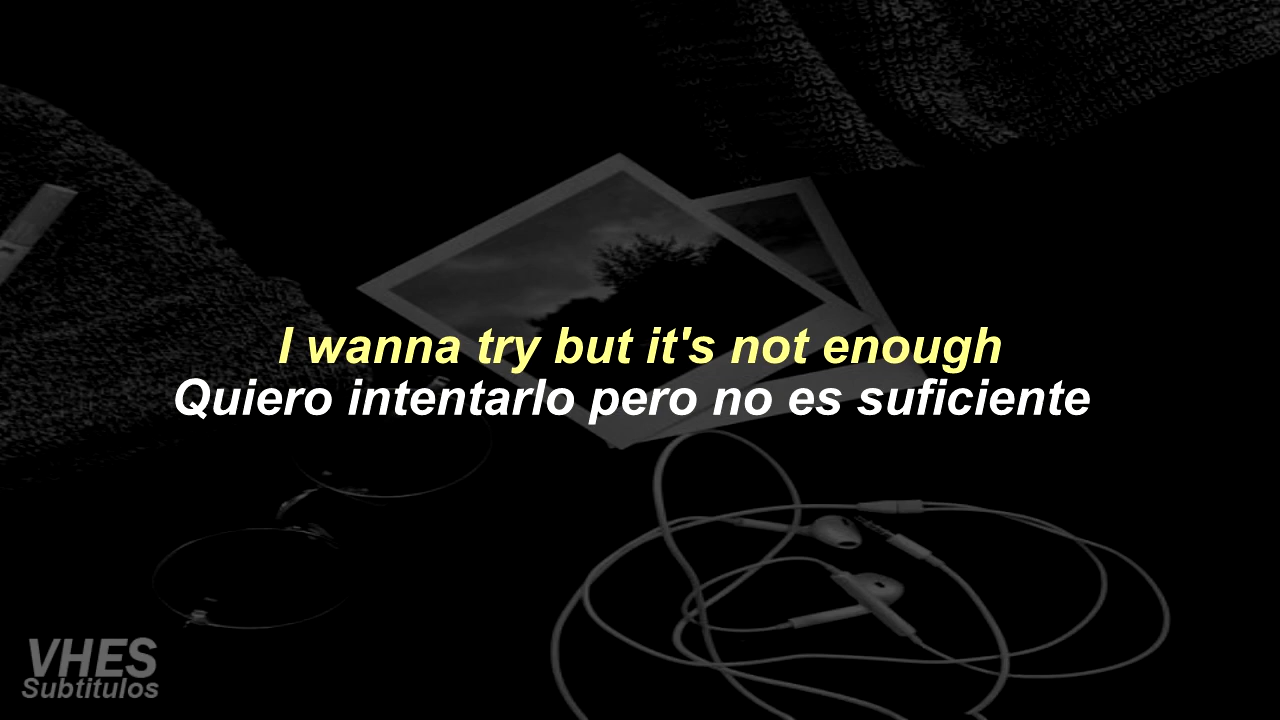 I wanna try but it's not enough
Quiero intentarlo pero no es suficiente
VHES
Subtitulos